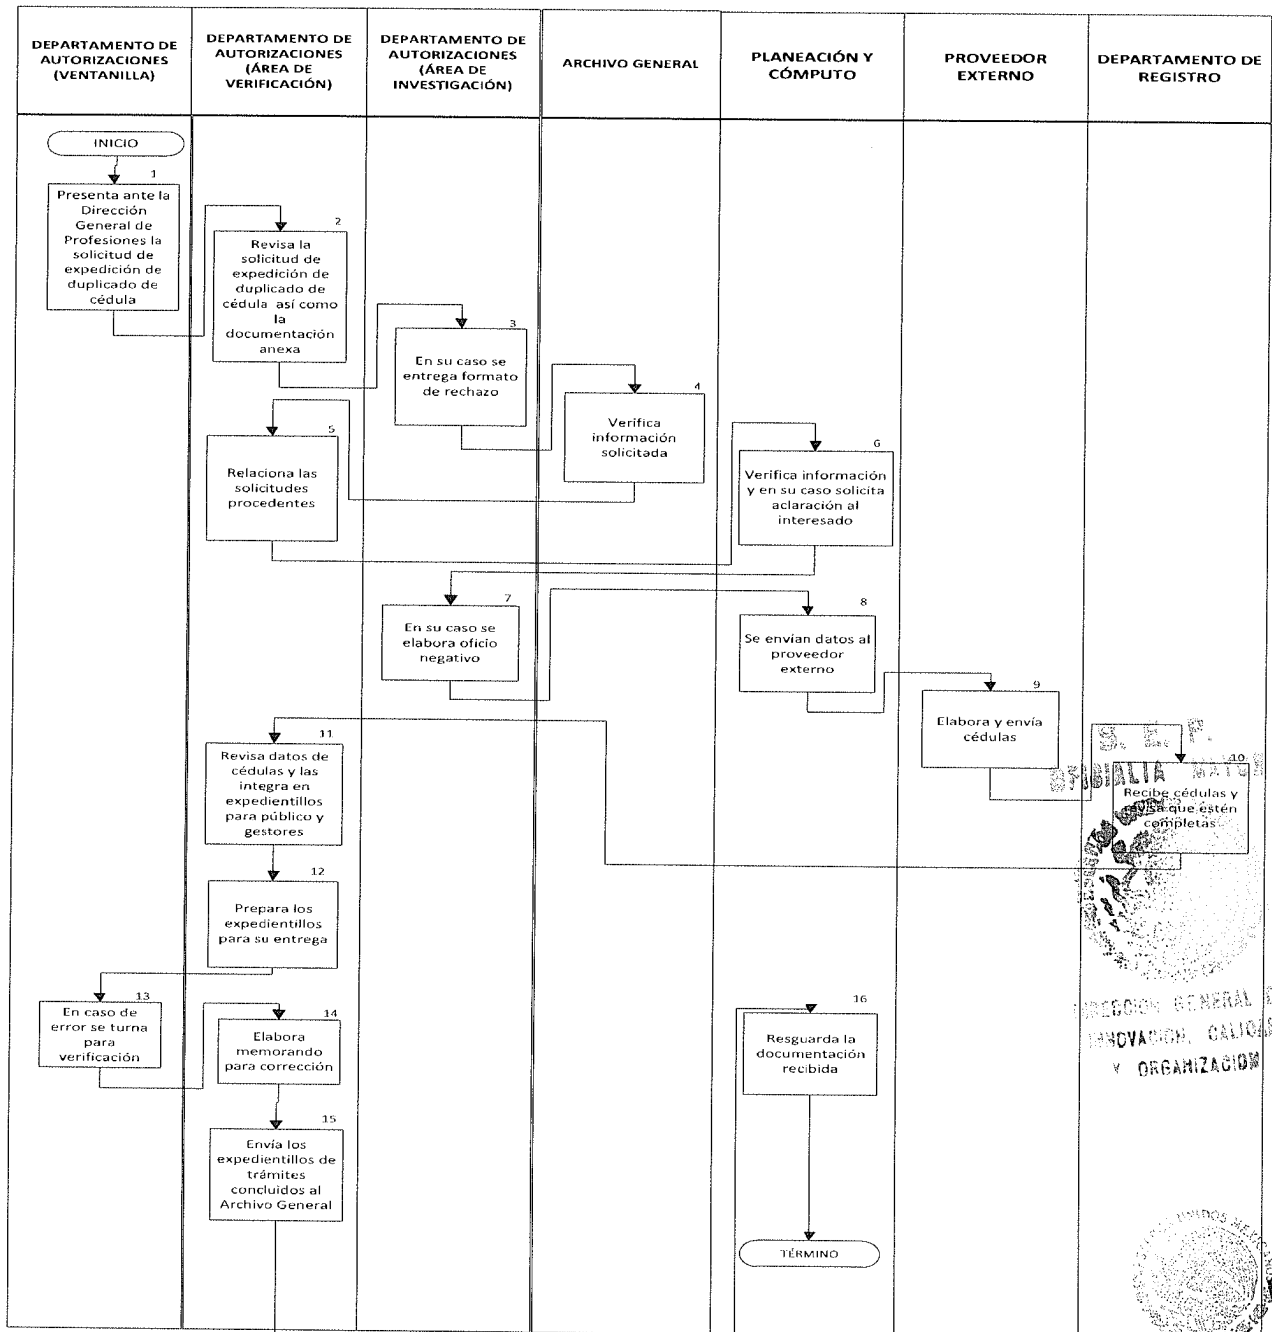 DEPARTAMENTO DE
AUTORIZACIONES
(VENTANILLA)
DEPARTAMENTO DE
AUTORIZACIONES
(ÁREA DE
VERIFICACIÓN)
DEPARTAMENTO DE
AUTORIZACIONES
(ÁREA DE
INVESTIGACIÓN)
ARCHIVO GENERAL
PLANEACIÓN Y
CÓMPUTO
PROVEEDOR
EXTERNO
DEPARTAMENTO DE
REGISTRO
INICIO
1
Presenta ante la
Dirección
General de
Profesiones la
solicitud de
expedición de
duplicado de
cédula
2
Revisa la
solicitud de
expedición de
duplicado de
cédula así como
la
documentación
anexa
3
En su caso se
entrega formato
de rechazo
4
Verifica
información
solicitada
5
Relaciona las
solicitudes
procedentes
6
Verifica información
y en su caso solicita
aclaración al
interesado
7
En su caso se
elabora oficio
negativo
8
Se envían datos al
proveedor
externo
9
Elabora y envía
cédulas
S. E. P.
OFICIALIA MAYOR
10
Recibe cédulas y
revisa que estén
completas
11
Revisa datos de
cédulas y las
integra en
expedientillos
para público y
gestores
12
Prepara los
expedientillos
para su entrega
13
En caso de
error se turna
para
verificación
14
Elabora
memorando
para corrección
15
Envía los
expedientillos de
trámites
concluidos al
Archivo General
16
Resguarda la
documentación
recibida
TÉRMINO
DIRECCION GENERAL D
INNOVACION, CALIDAD
Y ORGANIZACION
UNIDOS MEXICANOS